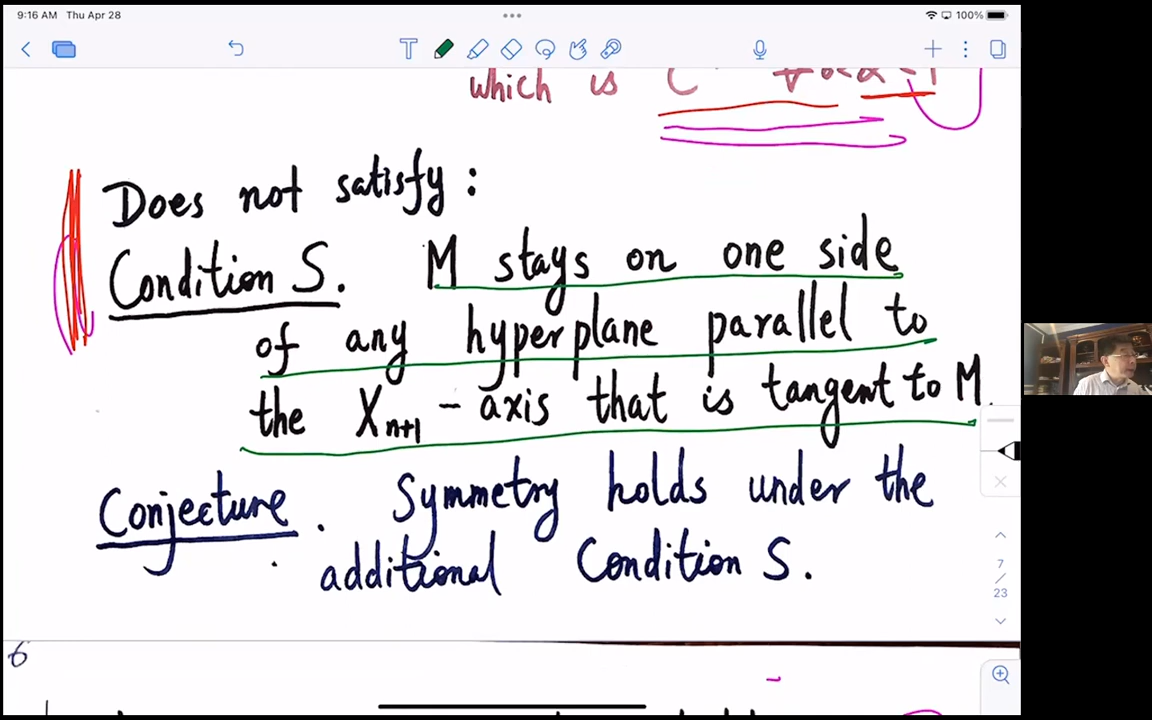 9:16 AM Thu Apr 28
100%
which is
Does not satisfy:
Condition S. M stays on one side
of any hyperplane parallel to
the Xn+1 - axis that is tangent to M.
Conjecture. Symmetry holds under the
additional Condition S.
7
/
23
6